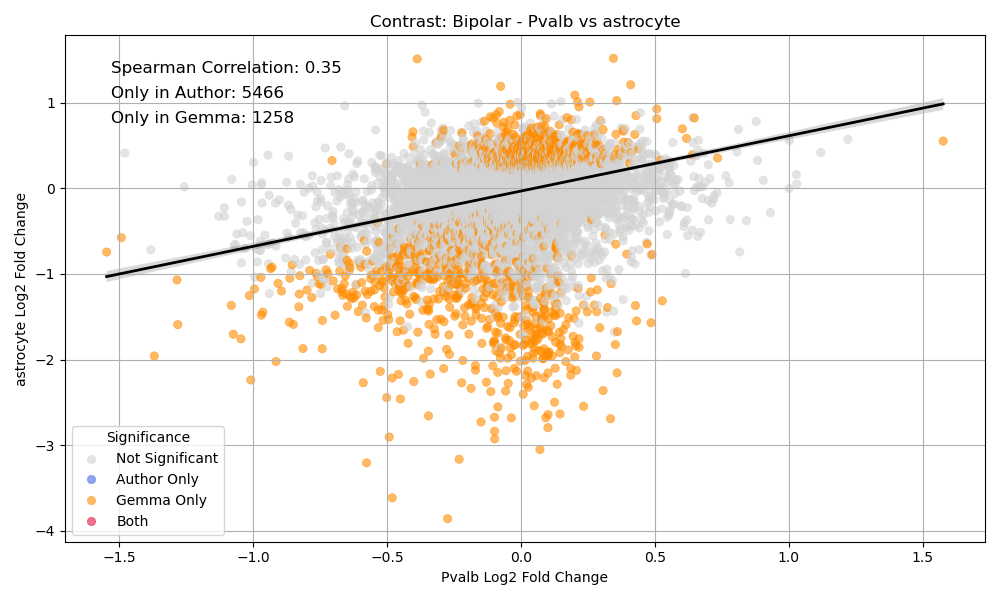 Contrast: Bipolar - Pvalb vs astrocyte
Spearman Correlation: 0.35
Only in Author: 5466
Only in Gemma: 1258
astrocyte Log2 Fold Change
1
0
−1
−2
−3
−4
Significance
Not Significant
Author Only
Gemma Only
Both
−1.5 −1.0 −0.5 0.0 0.5 1.0 1.5
Pvalb Log2 Fold Change